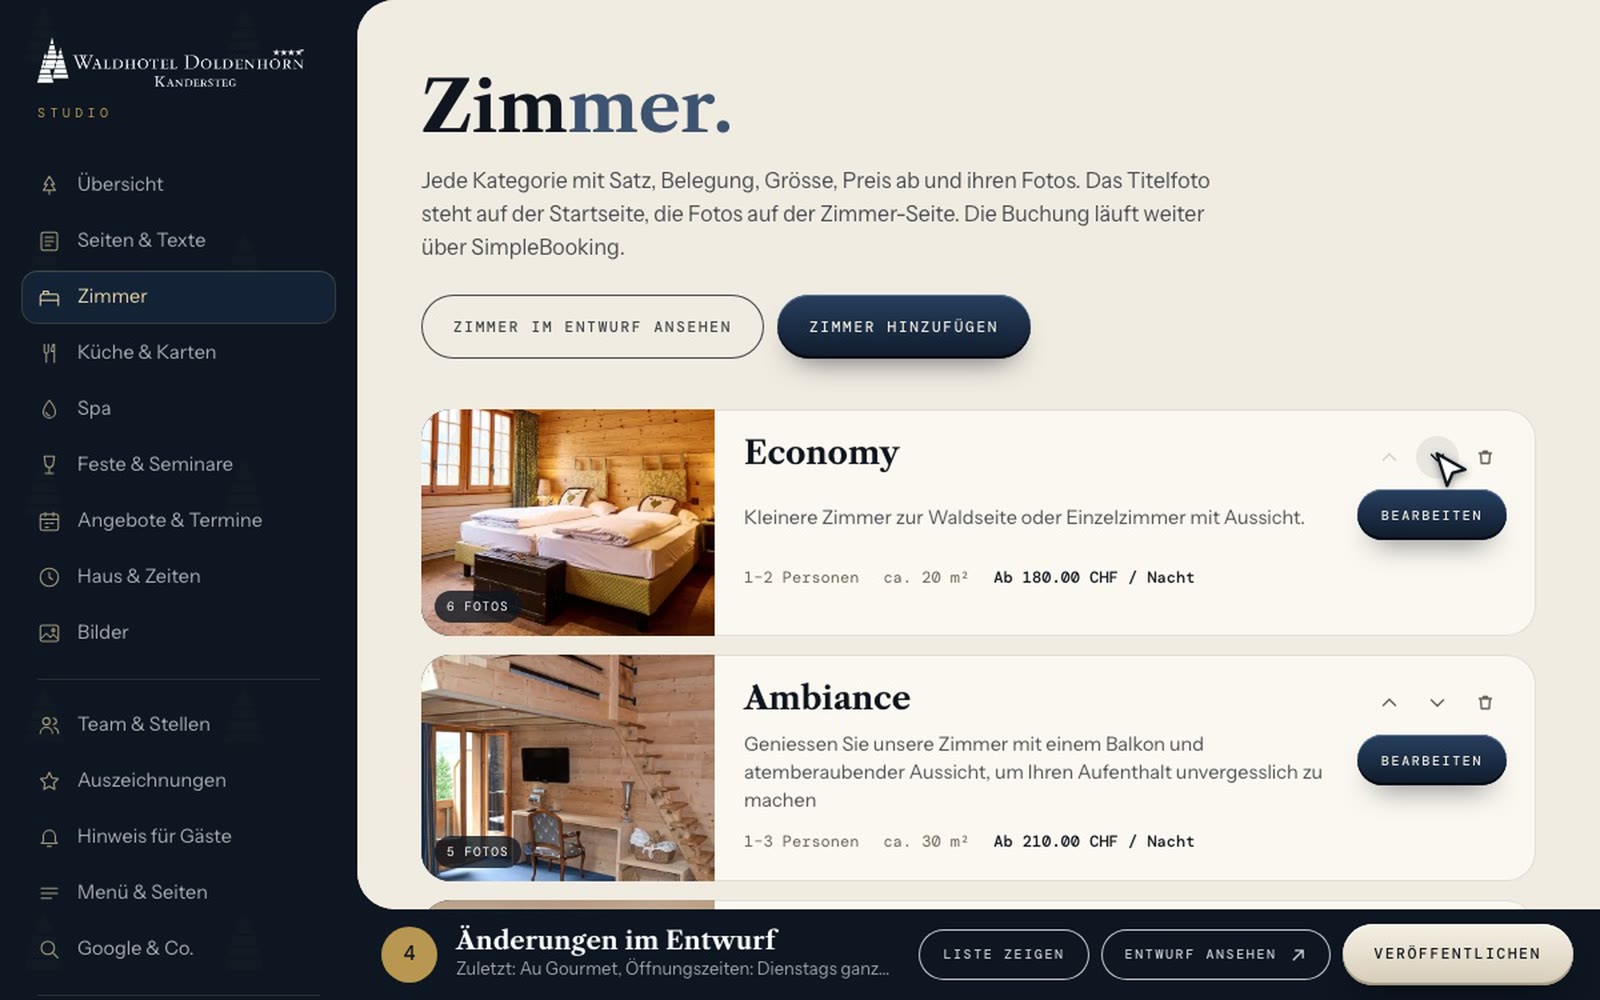 WALDHOTEL DOLDENHORN
KANDERSTEG
STUDIO
Übersicht
Seiten & Texte
Zimmer
Küche & Karten
Spa
Feste & Seminare
Angebote & Termine
Haus & Zeiten
Bilder
Team & Stellen
Auszeichnungen
Hinweis für Gäste
Menü & Seiten
Google & Co.
Zimmer.
Jede Kategorie mit Satz, Belegung, Grösse, Preis ab und ihren Fotos. Das Titelfoto
steht auf der Startseite, die Fotos auf der Zimmer-Seite. Die Buchung läuft weiter
über SimpleBooking.
ZIMMER IM ENTWURF ANSEHEN
ZIMMER HINZUFÜGEN
6 FOTOS
Economy
Kleinere Zimmer zur Waldseite oder Einzelzimmer mit Aussicht.
1-2 Personen ca. 20 m² Ab 180.00 CHF / Nacht
BEARBEITEN
5 FOTOS
Ambiance
Geniessen Sie unsere Zimmer mit einem Balkon und
atemberaubender Aussicht, um Ihren Aufenthalt unvergesslich zu
machen
1-3 Personen ca. 30 m² Ab 210.00 CHF / Nacht
BEARBEITEN
4
Änderungen im Entwurf
Zuletzt: Au Gourmet, Öffnungszeiten: Dienstags ganz...
LISTE ZEIGEN
ENTWURF ANSEHEN
VERÖFFENTLICHEN